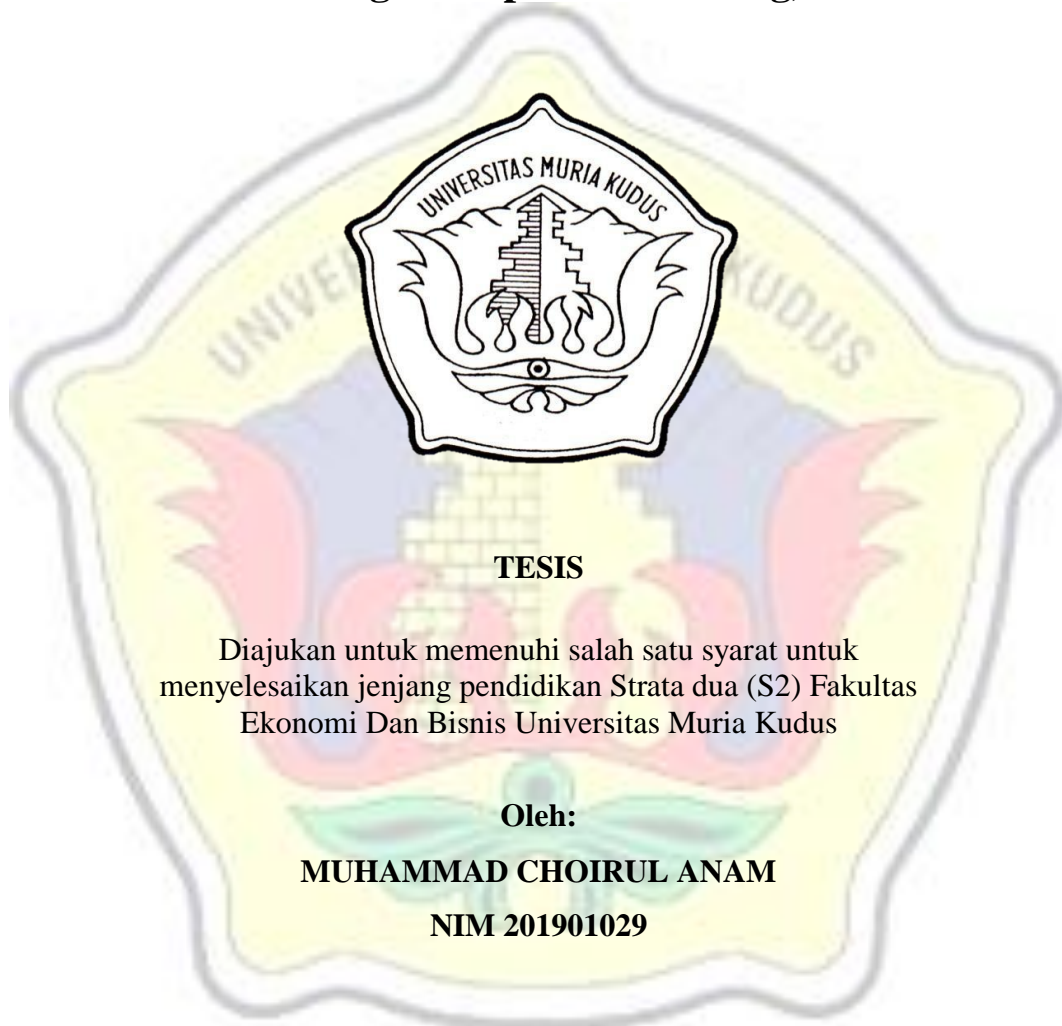 UNIVERSITAS MURIA KUDUS
TESIS
Diajukan untuk memenuhi salah satu syarat untuk
menyelesaikan jenjang pendidikan Strata dua (S2) Fakultas
Ekonomi Dan Bisnis Universitas Muria Kudus
Oleh:
MUHAMMAD CHOIRUL ANAM
NIM 201901029